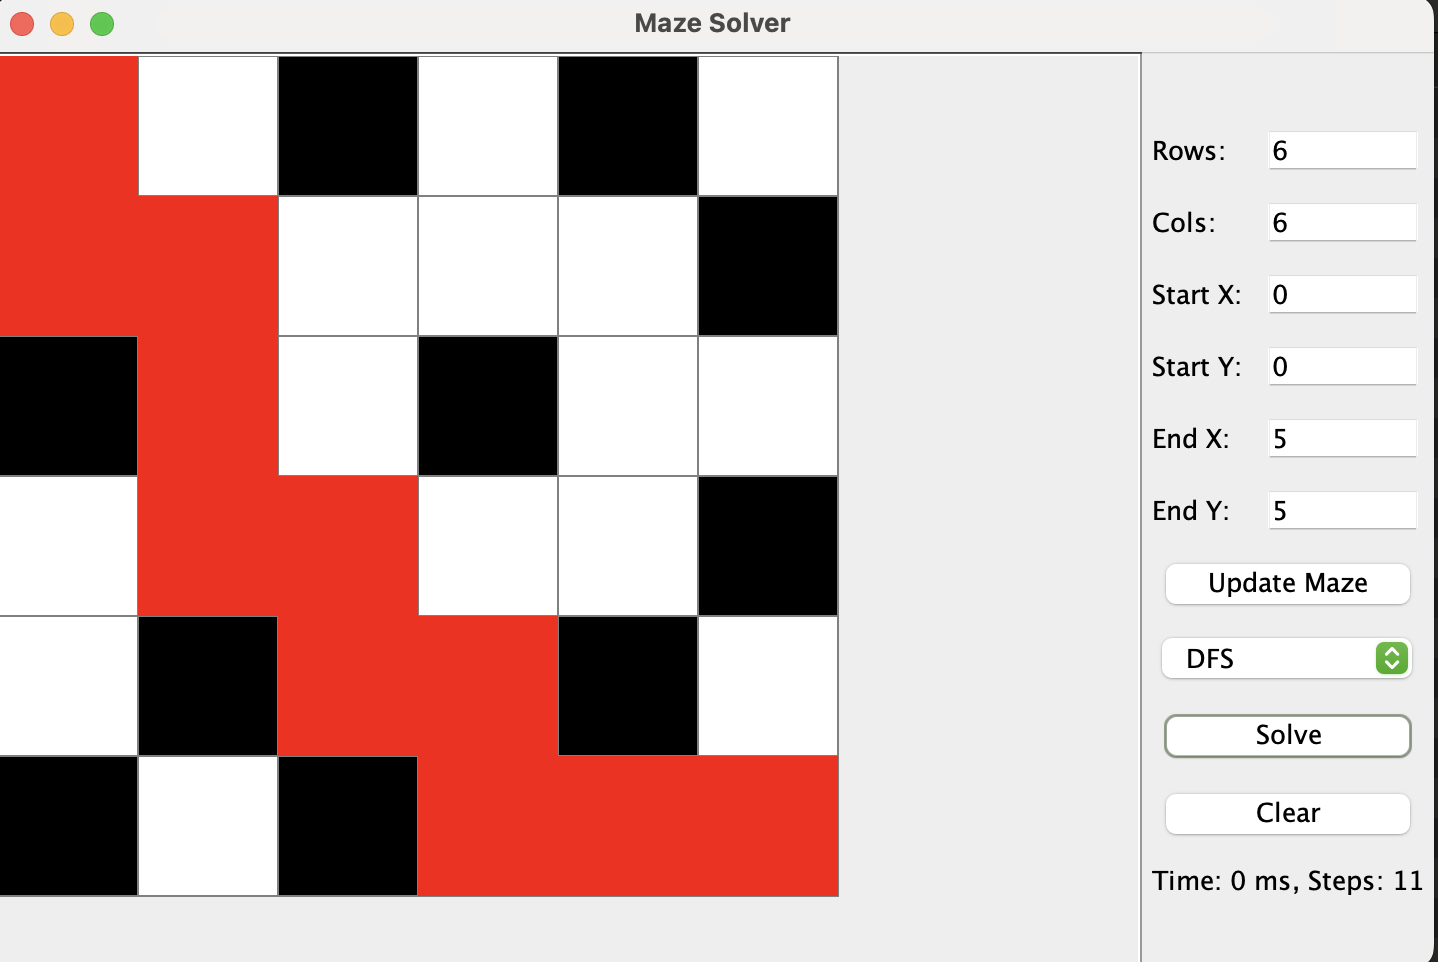 Maze Solver
Rows: 6
Cols: 6
Start X: 0
Start Y: 0
End X: 5
End Y: 5
Update Maze
DFS
Solve
Clear
Time: 0 ms, Steps: 11